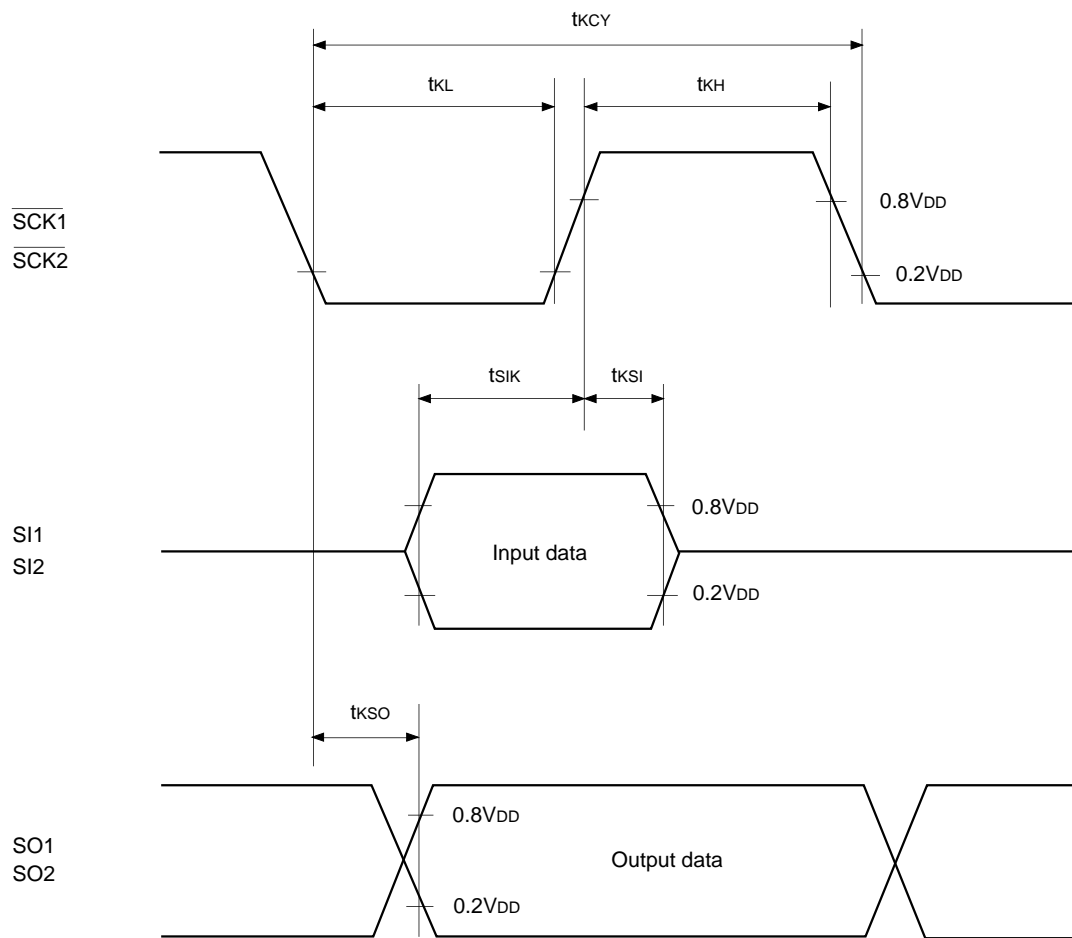 tKCY
tKL
tKH
SCK1
0.8VDD
SCK2
0.2VDD
tSIK
tKSI
0.8VDD
SI1
Input data
SI2
0.2VDD
tKSO
0.8VDD
SO1
Output data
SO2
0.2VDD